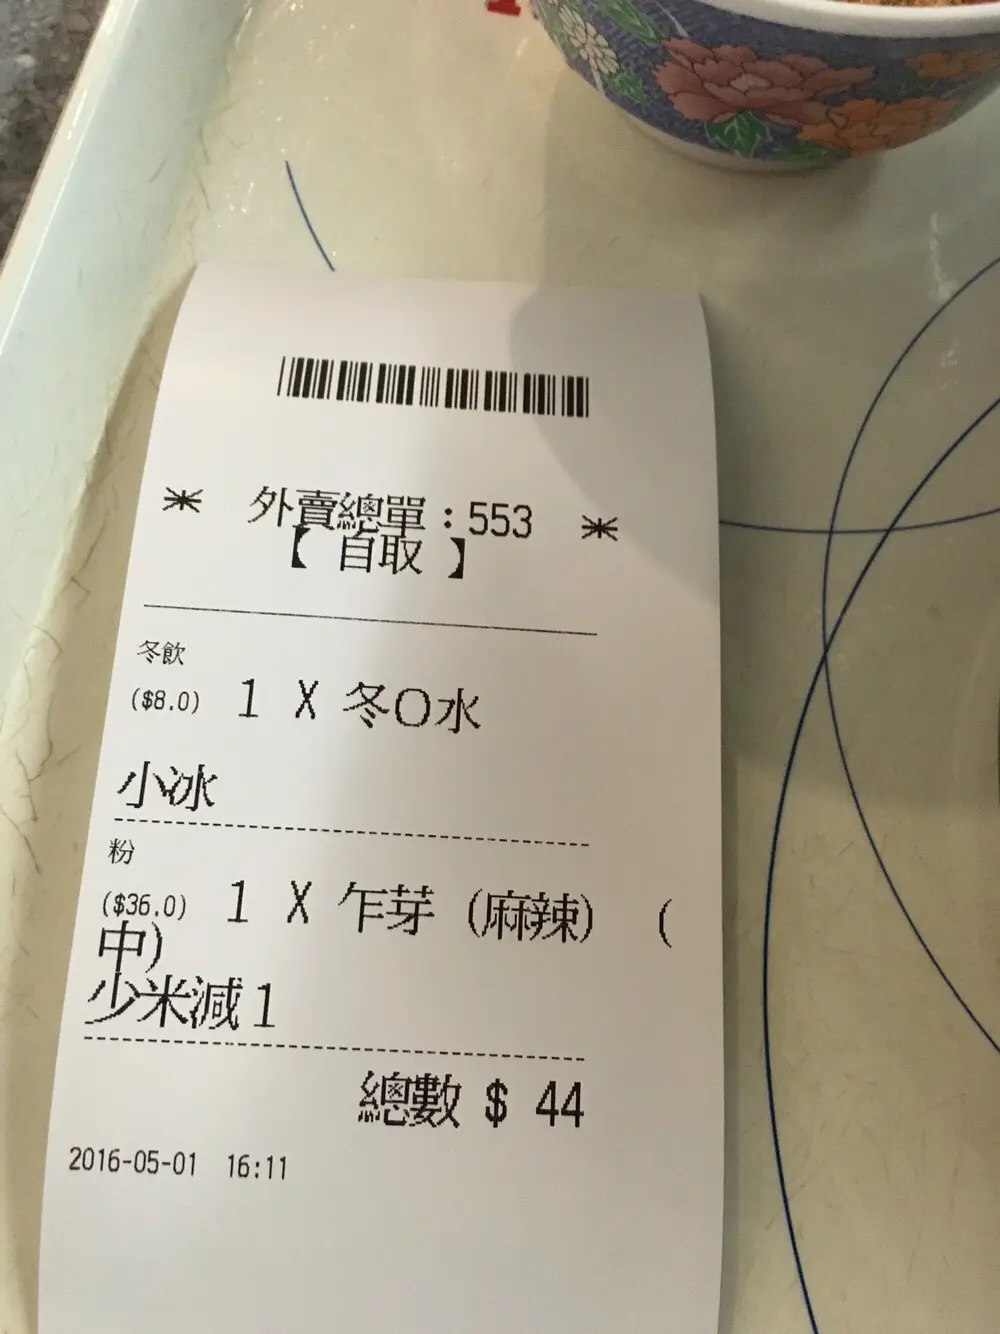 * 外賣總單:553 *
【 自取 】
冬飲
($8.0) 1 X 冬O水
小冰
粉
($36.0) 1 X 乍芽 (麻辣) (
中)
少米減1
總數 $ 44
2016-05-01 16:11